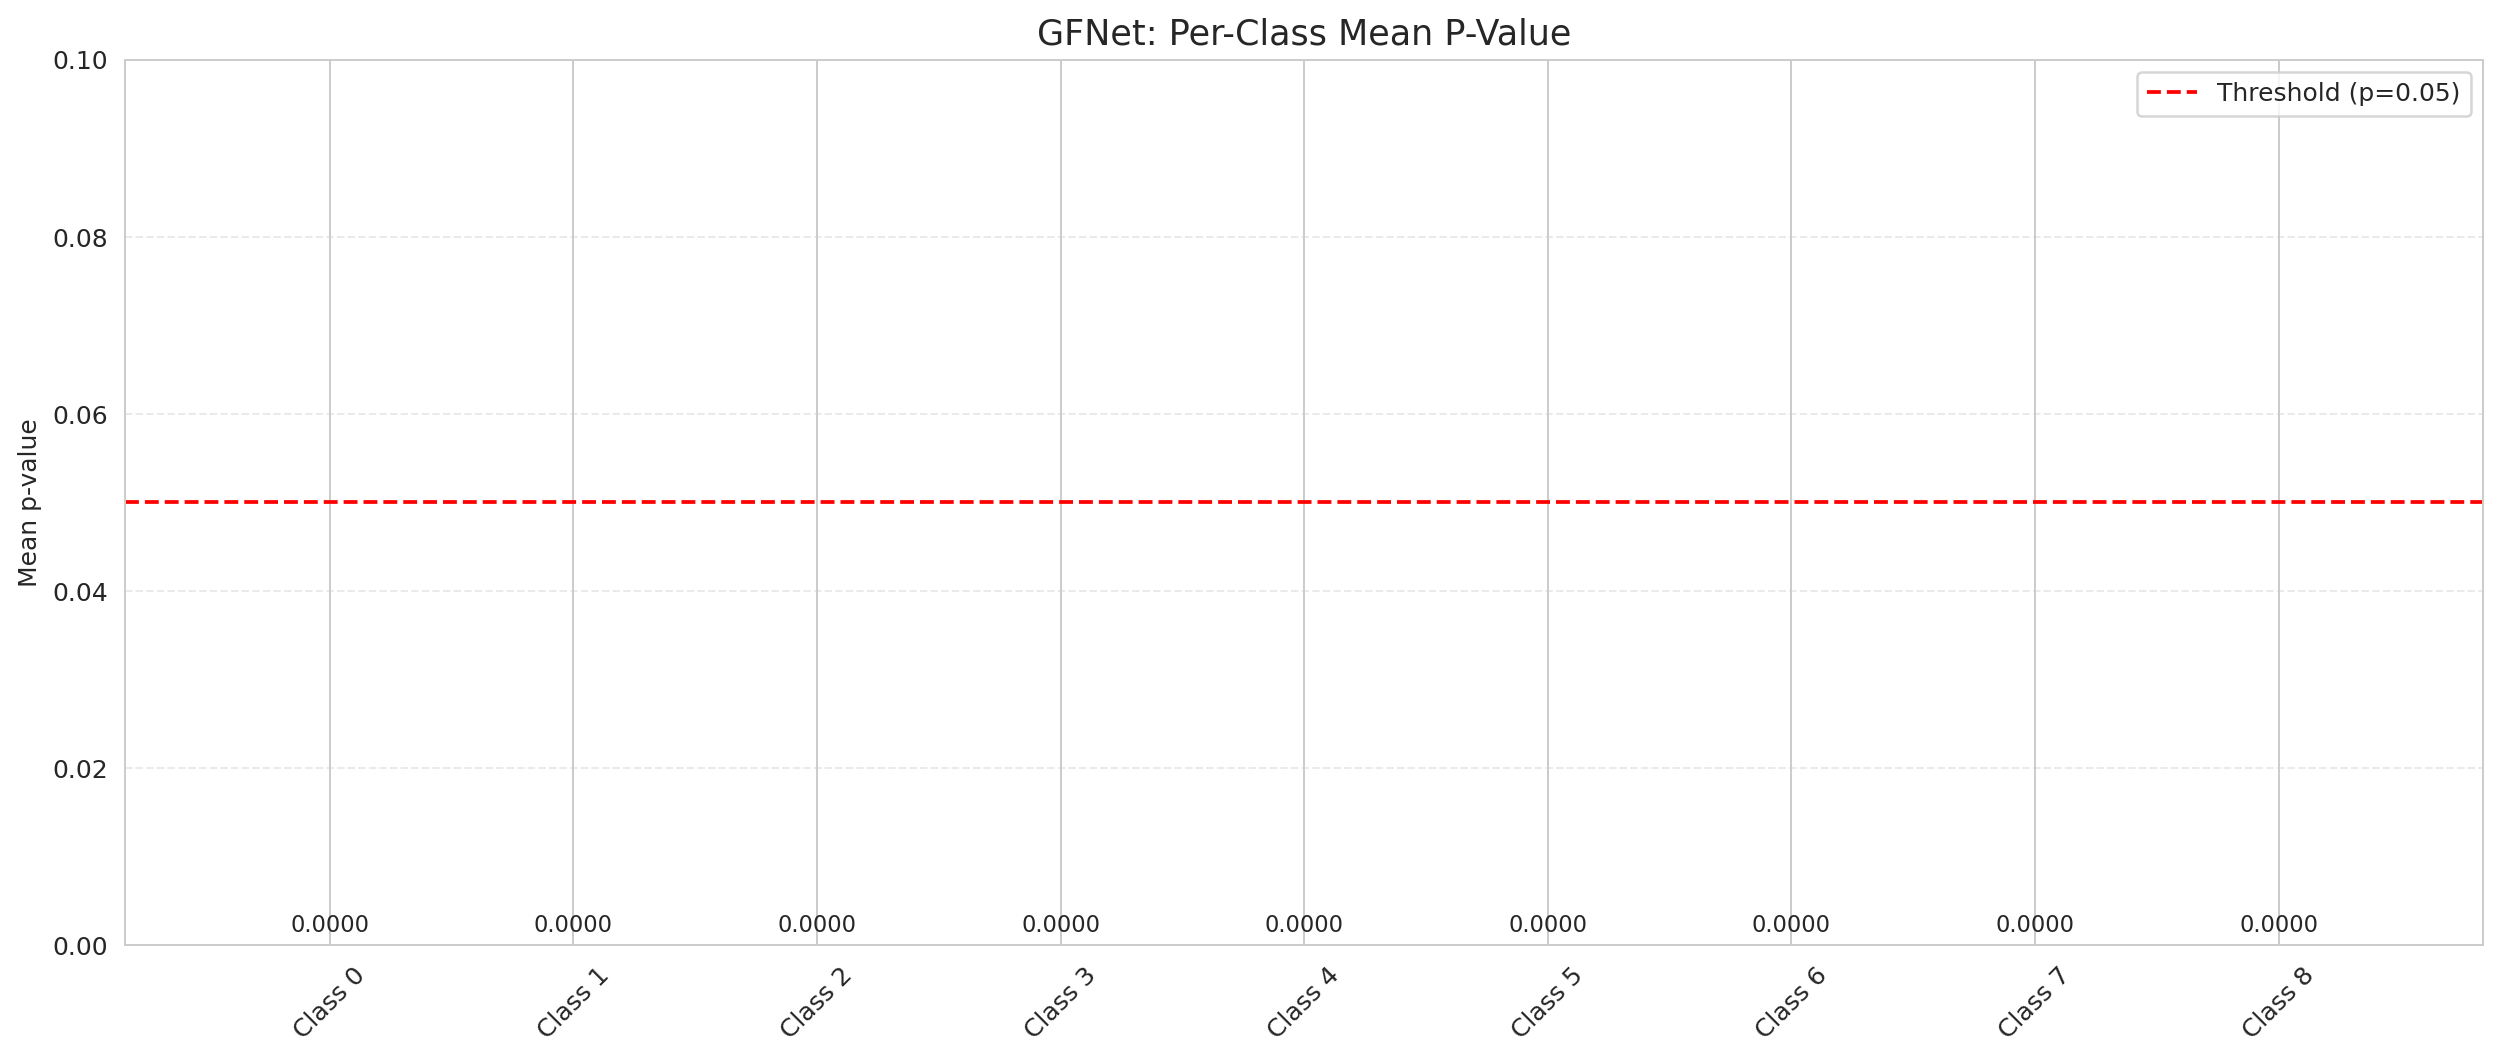 GFNet: Per-Class Mean P-Value
Threshold (p=0.05)
Mean p-value
0.10
0.08
0.06
0.04
0.02
0.00
0.0000 0.0000 0.0000 0.0000 0.0000 0.0000 0.0000 0.0000 0.0000
Class 0 Class 1 Class 2 Class 3 Class 4 Class 5 Class 6 Class 7 Class 8